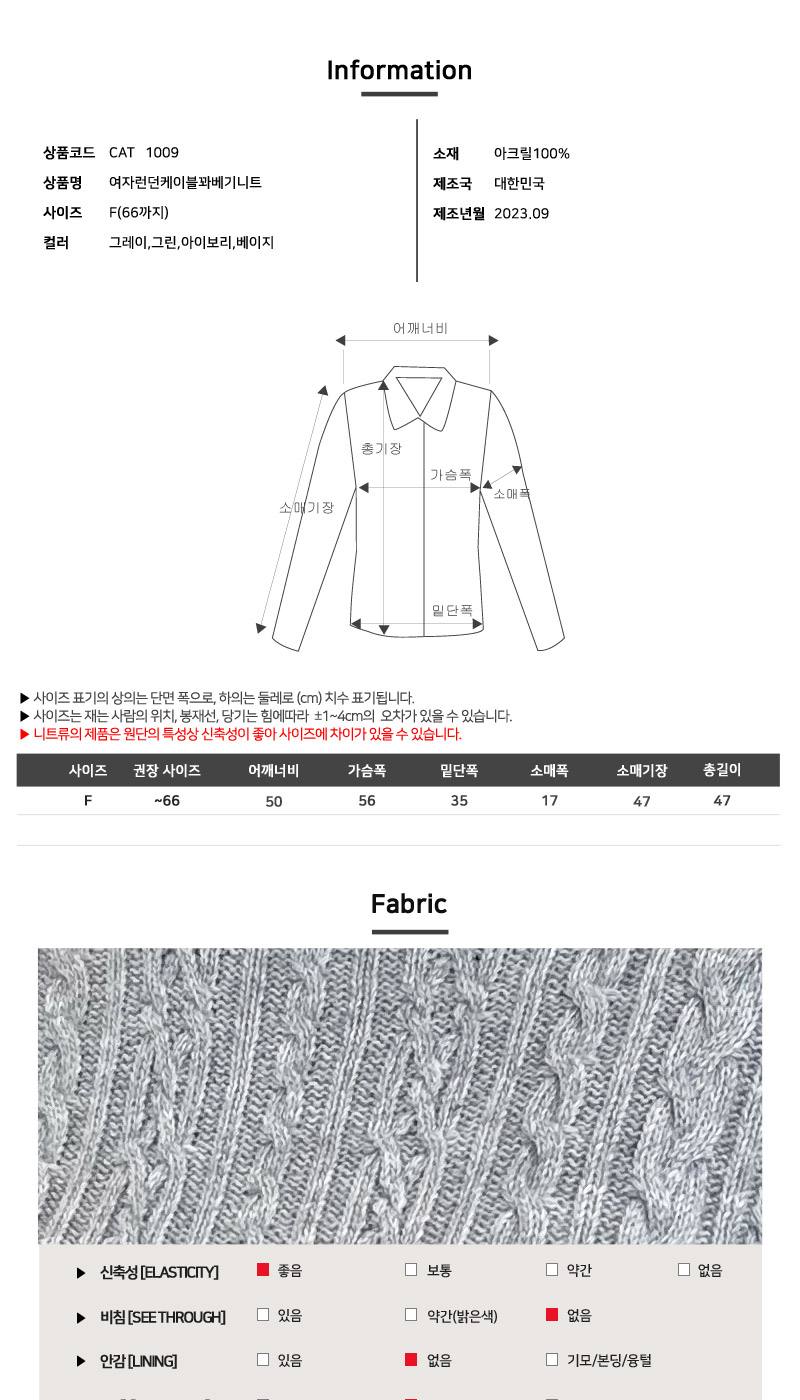 Information
상품코드 CAT 1009
상품명 여자런던케이블꽈베기니트
사이즈 F(66까지)
컬러 그레이,그린,아이보리,베이지
소재 아크릴100%
제조국 대한민국
제조년월 2023.09
어깨너비
총기장
가슴폭
소매폭
소매기장
밑단폭
▶ 사이즈 표기의 상의는 단면 폭으로, 하의는 둘레로 (cm) 치수 표기됩니다.
▶ 사이즈는 재는 사람의 위치, 봉재선, 당기는 힘에따라 ±1~4cm의 오차가 있을 수 있습니다.
▶ 니트류의 제품은 원단의 특성상 신축성이 좋아 사이즈에 차이가 있을 수 있습니다.
사이즈 권장 사이즈 어깨너비 가슴폭 밑단폭 소매폭 소매기장 총길이
F ~66 50 56 35 17 47 47
Fabric
▶ 신축성 [ELASTICITY] 좋음 보통 약간 없음
▶ 비침 [SEE THROUGH] 있음 약간(밝은색) 없음
▶ 안감 [LINING] 있음 없음 기모/본딩/융털